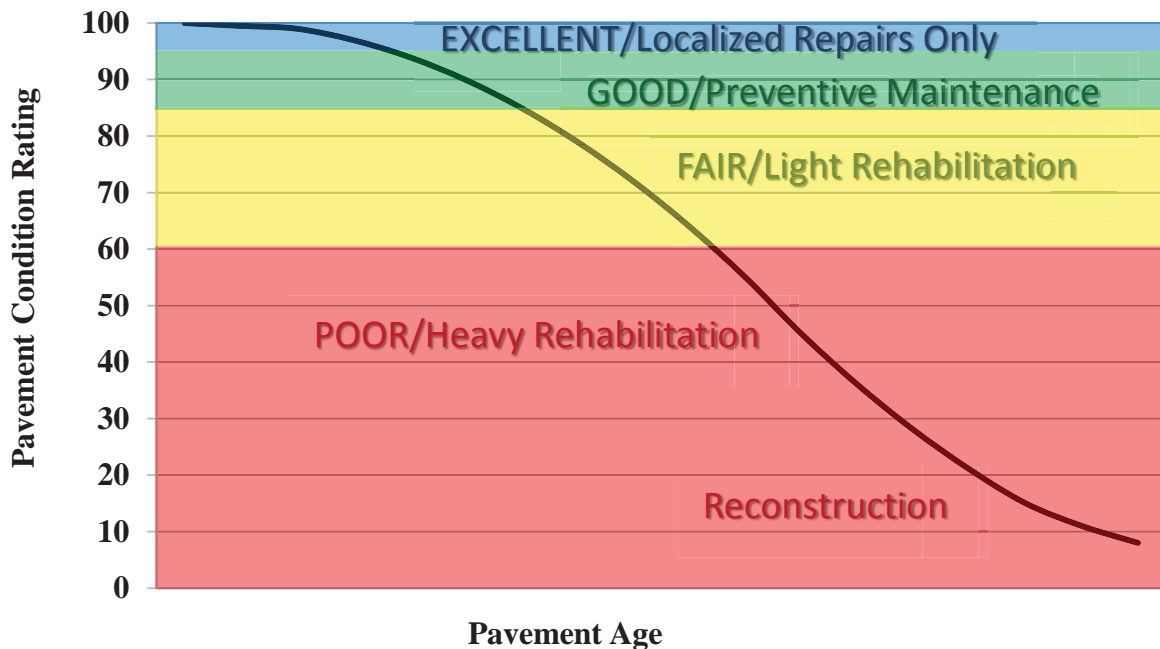 Pavement Condition Rating
100
90
80
70
60
50
40
30
20
10
0
EXCELLENT/Localized Repairs Only
GOOD/Preventive Maintenance
FAIR/Light Rehabilitation
POOR/Heavy Rehabilitation
Reconstruction
Pavement Age